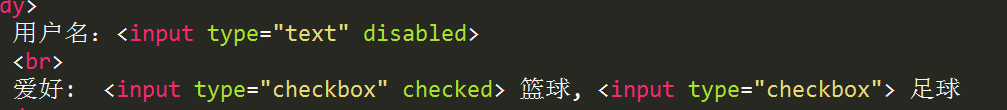 dy>
用户名：<input type="text" disabled>
<br>
爱好： <input type="checkbox" checked> 篮球, <input type="checkbox"> 足球